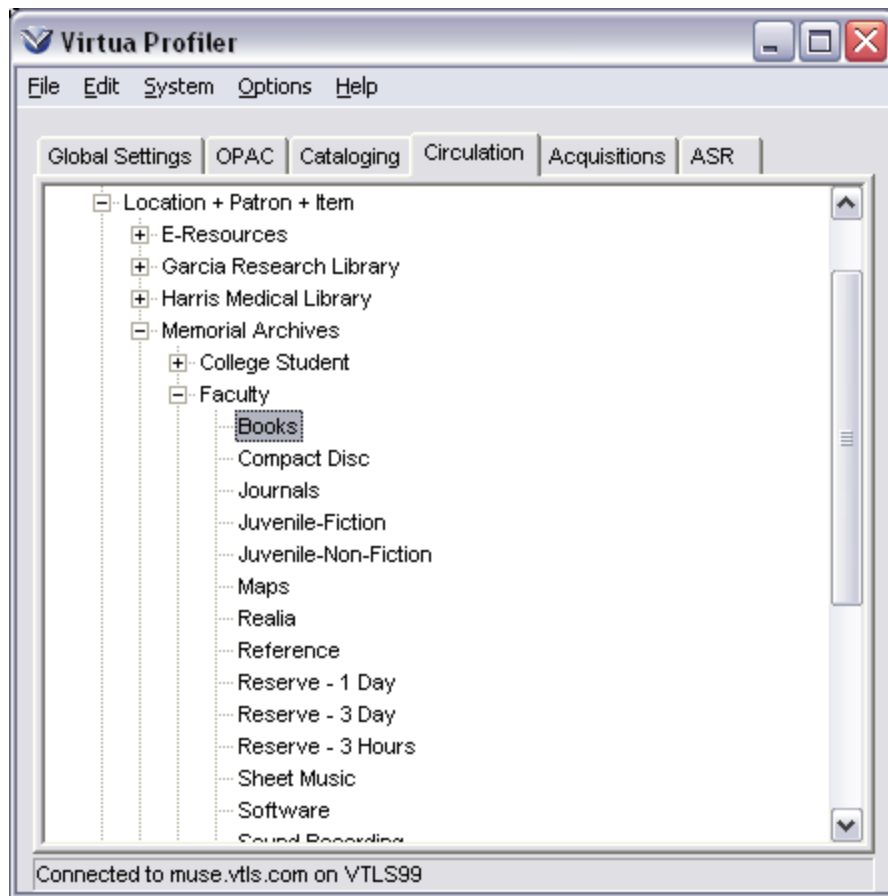 Virtua Profiler
File Edit System Options Help
Global Settings OPAC Cataloging Circulation Acquisitions ASR
Location + Patron + Item
E-Resources
Garcia Research Library
Harris Medical Library
Memorial Archives
College Student
Faculty
Books
Compact Disc
Journals
Juvenile-Fiction
Juvenile-Non-Fiction
Maps
Realia
Reference
Reserve - 1 Day
Reserve - 3 Day
Reserve - 3 Hours
Sheet Music
Software
Sound Recording
Connected to muse.vtls.com on VTLS99